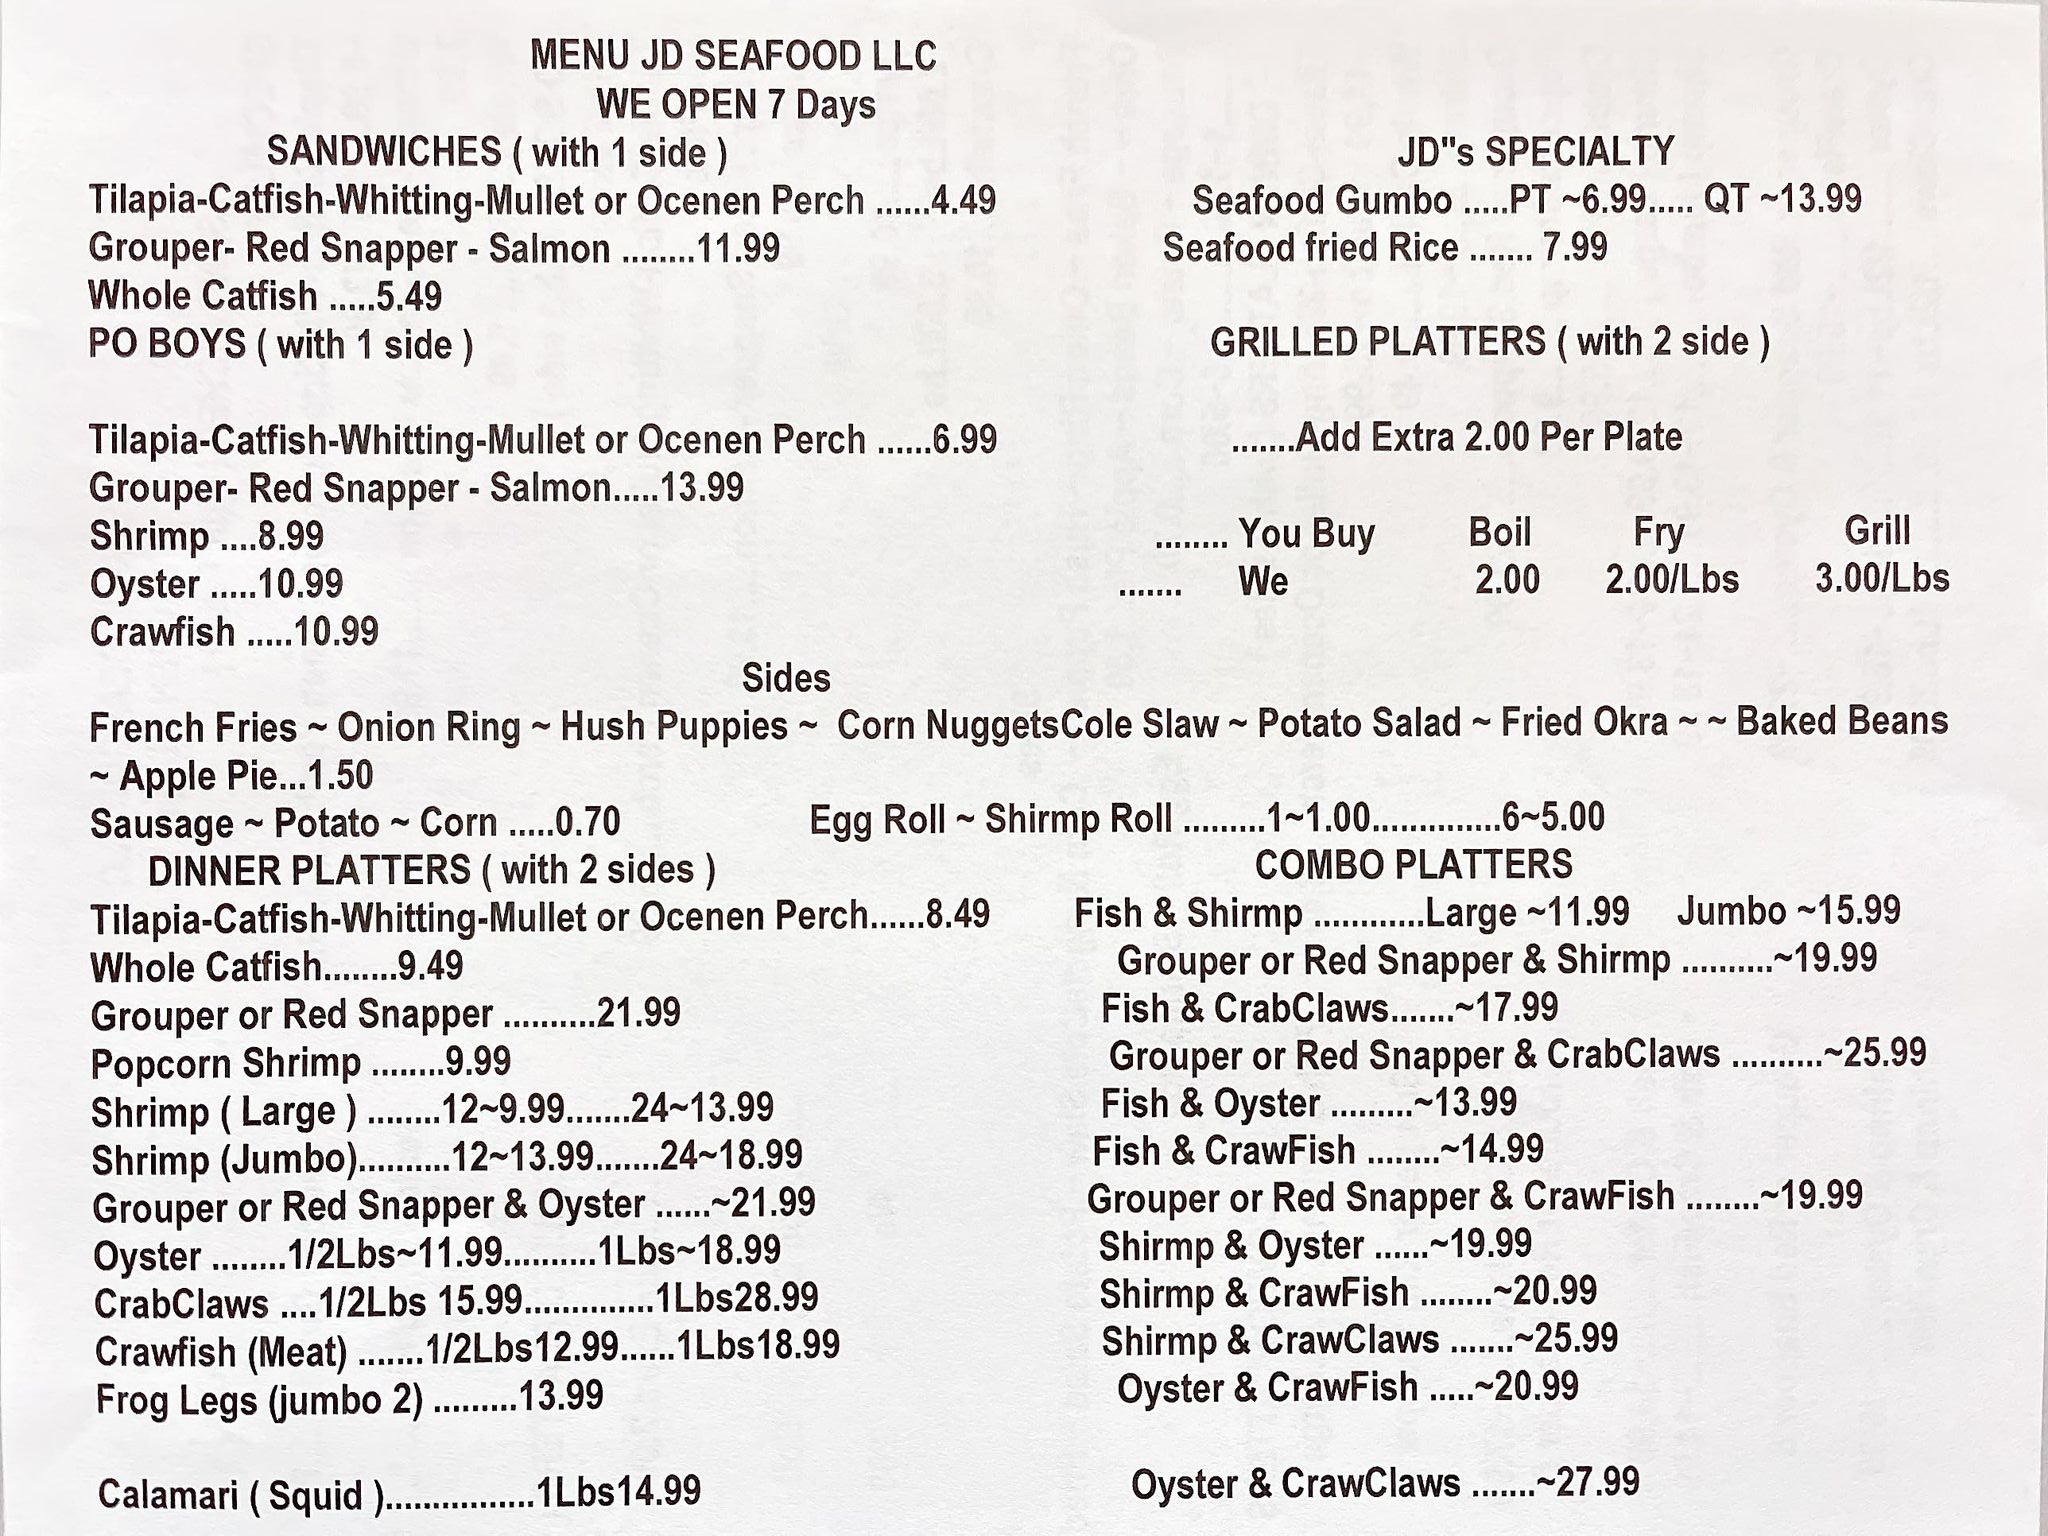 MENU JD SEAFOOD LLC
WE OPEN 7 Days
SANDWICHES ( with 1 side )
Tilapia-Catfish-Whitting-Mullet or Ocenen Perch ......4.49
Grouper- Red Snapper - Salmon ........11.99
Whole Catfish .....5.49
PO BOYS ( with 1 side )
Tilapia-Catfish-Whitting-Mullet or Ocenen Perch ......6.99
Grouper- Red Snapper - Salmon.....13.99
Shrimp ....8.99
Oyster .....10.99
Crawfish .....10.99
JD"s SPECIALTY
Seafood Gumbo .....PT ~6.99..... QT ~13.99
Seafood fried Rice ....... 7.99
GRILLED PLATTERS ( with 2 side )
.......Add Extra 2.00 Per Plate
........ You Buy Boil Fry Grill
....... We 2.00 2.00/Lbs 3.00/Lbs
Sides
French Fries ~ Onion Ring ~ Hush Puppies ~ Corn NuggetsCole Slaw ~ Potato Salad ~ Fried Okra ~ ~ Baked Beans
~ Apple Pie...1.50
Sausage ~ Potato ~ Corn .....0.70 Egg Roll ~ Shirmp Roll .........1~1.00..............6~5.00
DINNER PLATTERS ( with 2 sides )
Tilapia-Catfish-Whitting-Mullet or Ocenen Perch......8.49
Whole Catfish........9.49
Grouper or Red Snapper ..........21.99
Popcorn Shrimp ........9.99
Shrimp ( Large ) ........12~9.99.......24~13.99
Shrimp (Jumbo)..........12~13.99.......24~18.99
Grouper or Red Snapper & Oyster ......~21.99
Oyster ........1/2Lbs~11.99..........1Lbs~18.99
CrabClaws ....1/2Lbs 15.99..............1Lbs28.99
Crawfish (Meat) .......1/2Lbs12.99......1Lbs18.99
Frog Legs (jumbo 2) .........13.99
Calamari ( Squid )................1Lbs14.99
COMBO PLATTERS
Fish & Shirmp ............Large ~11.99 Jumbo ~15.99
Grouper or Red Snapper & Shirmp ..........~19.99
Fish & CrabClaws.......~17.99
Grouper or Red Snapper & CrabClaws ..........~25.99
Fish & Oyster .........~13.99
Fish & CrawFish ........~14.99
Grouper or Red Snapper & CrawFish ........~19.99
Shirmp & Oyster ......~19.99
Shirmp & CrawFish ........~20.99
Shirmp & CrawClaws .......~25.99
Oyster & CrawFish .....~20.99
Oyster & CrawClaws .......~27.99